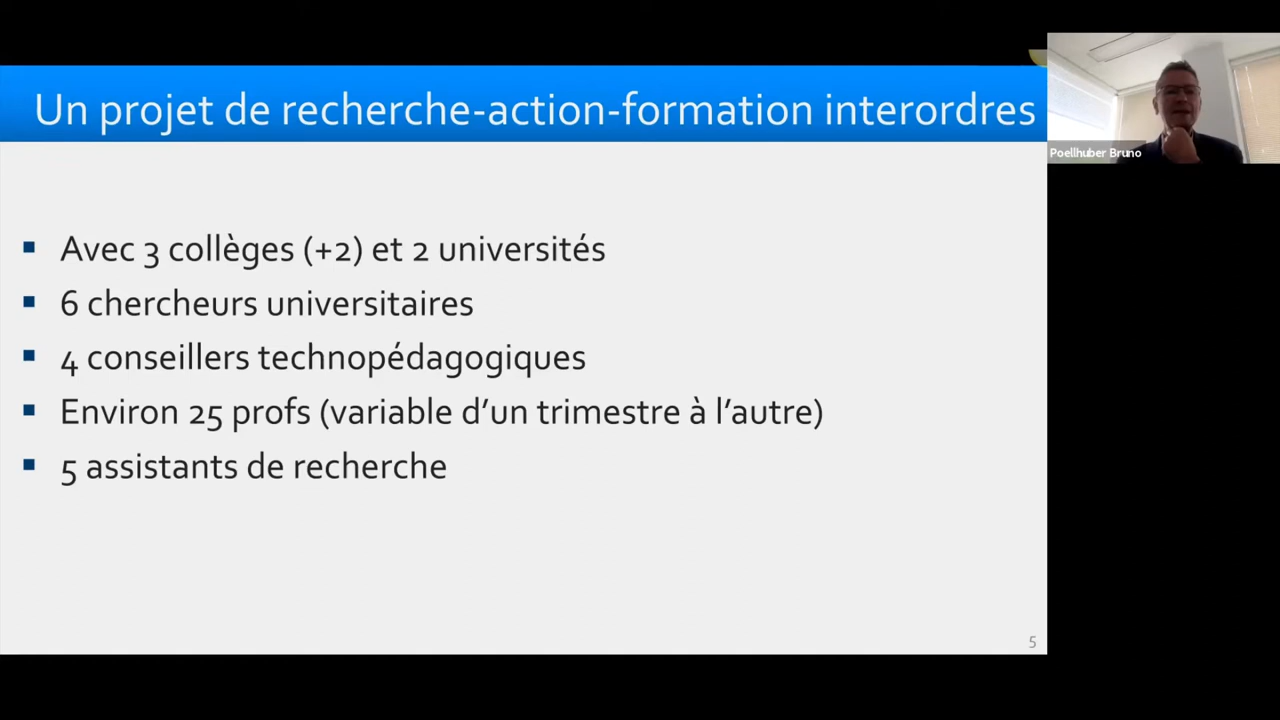 Un projet de recherche-action-formation interordres
Poellhuber Bruno
▪ Avec 3 collèges (+2) et 2 universités
▪ 6 chercheurs universitaires
▪ 4 conseillers technopédagogiques
▪ Environ 25 profs (variable d’un trimestre à l’autre)
▪ 5 assistants de recherche
5